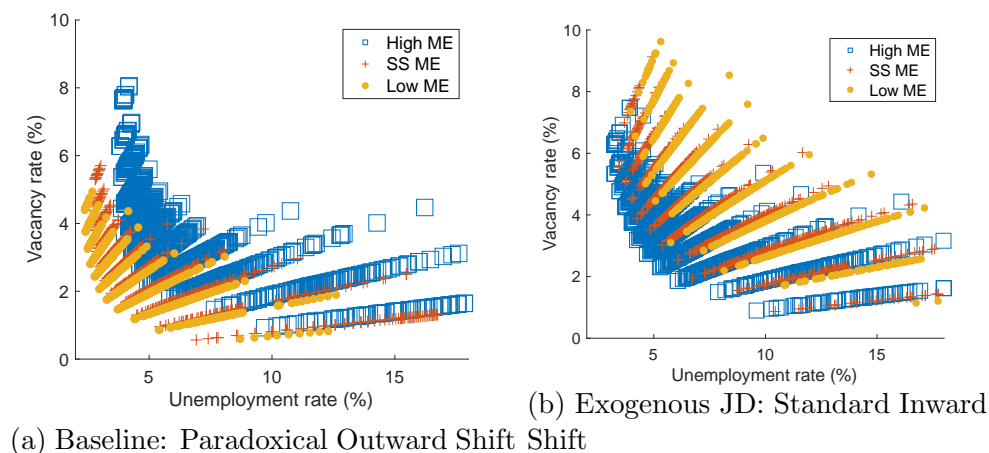 10
8
6
4
2
0
Vacancy rate (%)
5
10
15
Unemployment rate (%)
High ME
SS ME
Low ME
(a) Baseline: Paradoxical Outward Shift
10
8
6
4
2
0
Vacancy rate (%)
5
10
15
Unemployment rate (%)
High ME
SS ME
Low ME
(b) Exogenous JD: Standard Inward
Shift